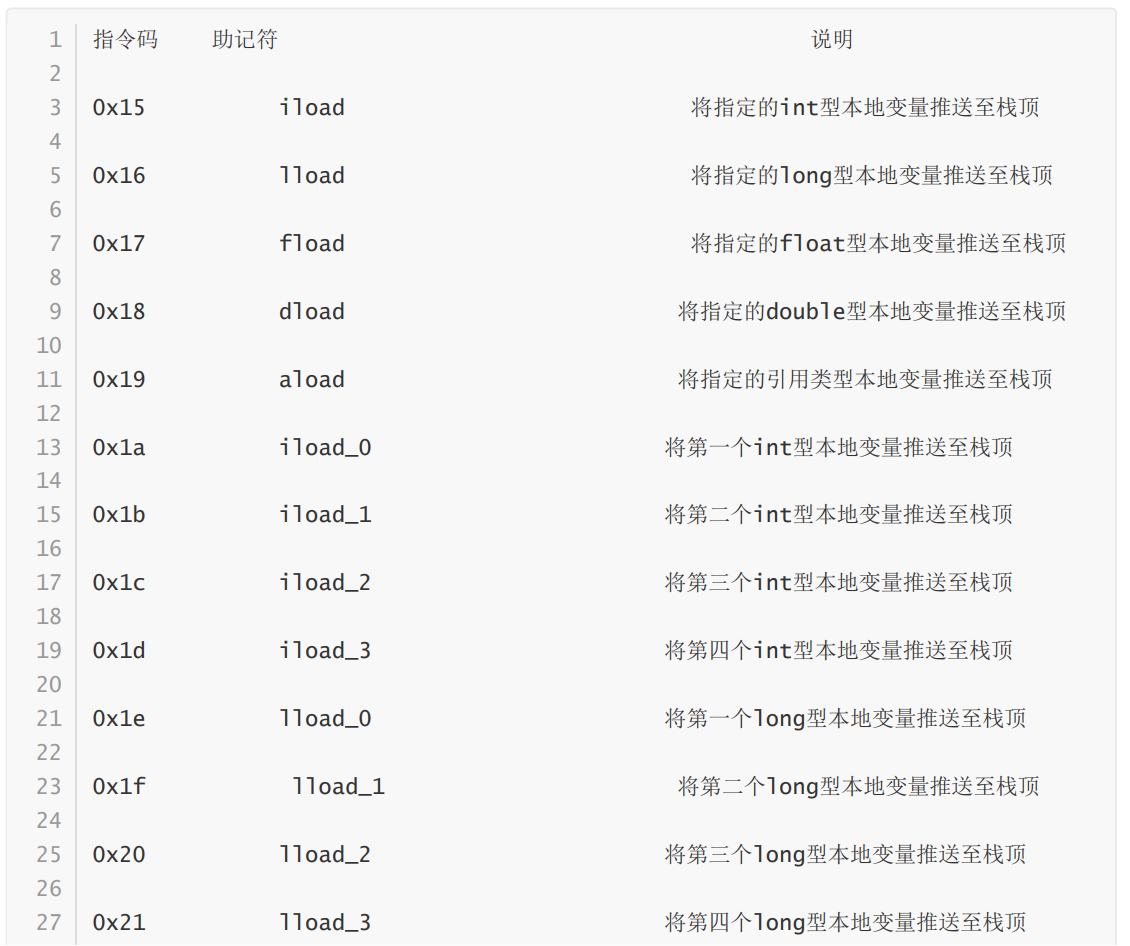 1 指令码 助记符 说明
2
3 0x15 iload 将指定的int型本地变量推送至栈顶
4
5 0x16 lload 将指定的long型本地变量推送至栈顶
6
7 0x17 fload 将指定的float型本地变量推送至栈顶
8
9 0x18 dload 将指定的double型本地变量推送至栈顶
10
11 0x19 aload 将指定的引用类型本地变量推送至栈顶
12
13 0x1a iload_0 将第一个int型本地变量推送至栈顶
14
15 0x1b iload_1 将第二个int型本地变量推送至栈顶
16
17 0x1c iload_2 将第三个int型本地变量推送至栈顶
18
19 0x1d iload_3 将第四个int型本地变量推送至栈顶
20
21 0x1e lload_0 将第一个long型本地变量推送至栈顶
22
23 0x1f lload_1 将第二个long型本地变量推送至栈顶
24
25 0x20 lload_2 将第三个long型本地变量推送至栈顶
26
27 0x21 lload_3 将第四个long型本地变量推送至栈顶